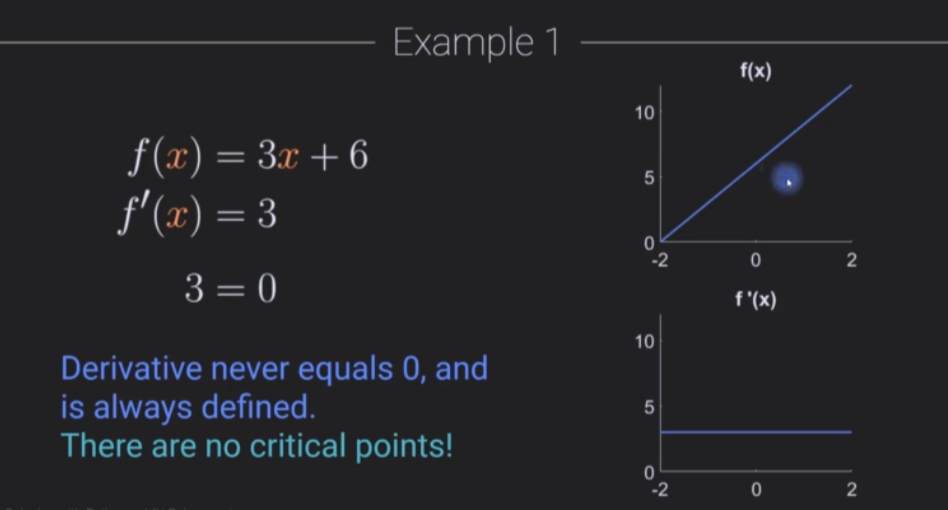 Example 1
f(x) = 3x + 6
f'(x) = 3
3 = 0
Derivative never equals 0, and
is always defined.
There are no critical points!
f(x)
10
5
0
-2 0 2
f '(x)
10
5
0
-2 0 2